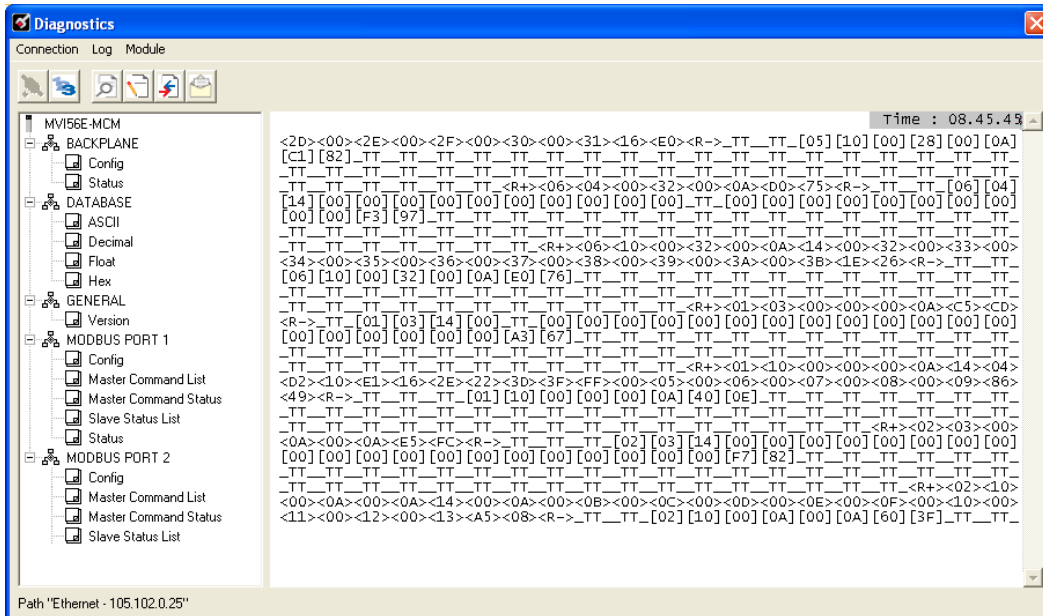 Diagnostics
Connection Log Module
MVI56E-MCM
BACKPLANE
Config
Status
DATABASE
ASCII
Decimal
Float
Hex
GENERAL
Version
MODBUS PORT 1
Config
Master Command List
Master Command Status
Slave Status List
Status
MODBUS PORT 2
Config
Master Command List
Master Command Status
Slave Status List
Time : 08.45.45
<2D><00><2E><00><2F><00><30><00><31><16><E0><R->_TT__TT_[05][10][00][28][00][0A]
[C1][82]_TT__TT__TT__TT__TT__TT__TT__TT__TT__TT__TT__TT__TT__TT__TT__TT__TT__TT_
_TT__TT__TT__TT__TT__TT__TT__TT__TT__TT__TT__TT__TT__TT__TT__TT__TT__TT__TT__TT_
_TT__TT__TT__TT__TT__TT_<R+><06><04><00><32><00><0A><D0><75><R->_TT__TT_[06][04]
[14][00][00][00][00][00][00][00][00][00][00]_TT_[00][00][00][00][00][00][00][00]
[00][00][F3][97]_TT__TT__TT__TT__TT__TT__TT__TT__TT__TT__TT__TT__TT__TT__TT__TT_
_TT__TT__TT__TT__TT__TT__TT__TT__TT__TT__TT__TT__TT__TT__TT__TT__TT__TT__TT__TT_
_TT__TT__TT__TT__TT__TT__TT_<R+><06><10><00><32><00><0A><14><00><32><00><33><00>
<34><00><35><00><36><00><37><00><38><00><39><00><3A><00><3B><1E><26><R->_TT__TT_
[06][10][00][32][00][0A][E0][76]_TT__TT__TT__TT__TT__TT__TT__TT__TT__TT__TT__TT_
_TT__TT__TT__TT__TT__TT__TT__TT__TT__TT__TT__TT__TT__TT__TT__TT__TT__TT__TT__TT_
_TT__TT__TT__TT__TT__TT__TT__TT__TT__TT__TT_<R+><01><03><00><00><00><0A><C5><CD>
<R->_TT_[01][03][14][00]_TT_[00][00][00][00][00][00][00][00][00][00][00][00][00]
[00][00][00][00][00][00][A3][67]_TT__TT__TT__TT__TT__TT__TT__TT__TT__TT__TT__TT_
_TT__TT__TT__TT__TT__TT__TT__TT__TT__TT__TT__TT__TT__TT__TT__TT__TT__TT__TT__TT_
_TT__TT__TT__TT__TT__TT__TT__TT__TT__TT__TT_<R+><01><10><00><00><00><0A><14><04>
<D2><10><E1><16><2E><22><3D><3F><FF><00><05><00><06><00><07><00><08><00><09><86>
<49><R->_TT__TT__TT_[01][10][00][00][00][0A][40][0E]_TT__TT__TT__TT__TT__TT__TT_
_TT__TT__TT__TT__TT__TT__TT__TT__TT__TT__TT__TT__TT__TT__TT__TT__TT__TT__TT__TT_
_TT__TT__TT__TT__TT__TT__TT__TT__TT__TT__TT__TT__TT__TT__TT__TT_<R+><02><03><00>
<0A><00><0A><E5><FC><R->_TT__TT__TT_[02][03][14][00][00][00][00][00][00][00][00]
[00][00][00][00][00][00][00][00][00][00][00][00][F7][82]_TT__TT__TT__TT__TT__TT_
_TT__TT__TT__TT__TT__TT__TT__TT__TT__TT__TT__TT__TT__TT__TT__TT__TT__TT__TT__TT_
_TT__TT__TT__TT__TT__TT__TT__TT__TT__TT__TT__TT__TT__TT__TT__TT__TT_<R+><02><10>
<00><0A><00><0A><14><00><0A><00><0B><00><0C><00><0D><00><0E><00><0F><00><10><00>
<11><00><12><00><13><A5><08><R->_TT__TT_[02][10][00][0A][00][0A][60][3F]_TT__TT_
Path "Ethernet - 105.102.0.25"